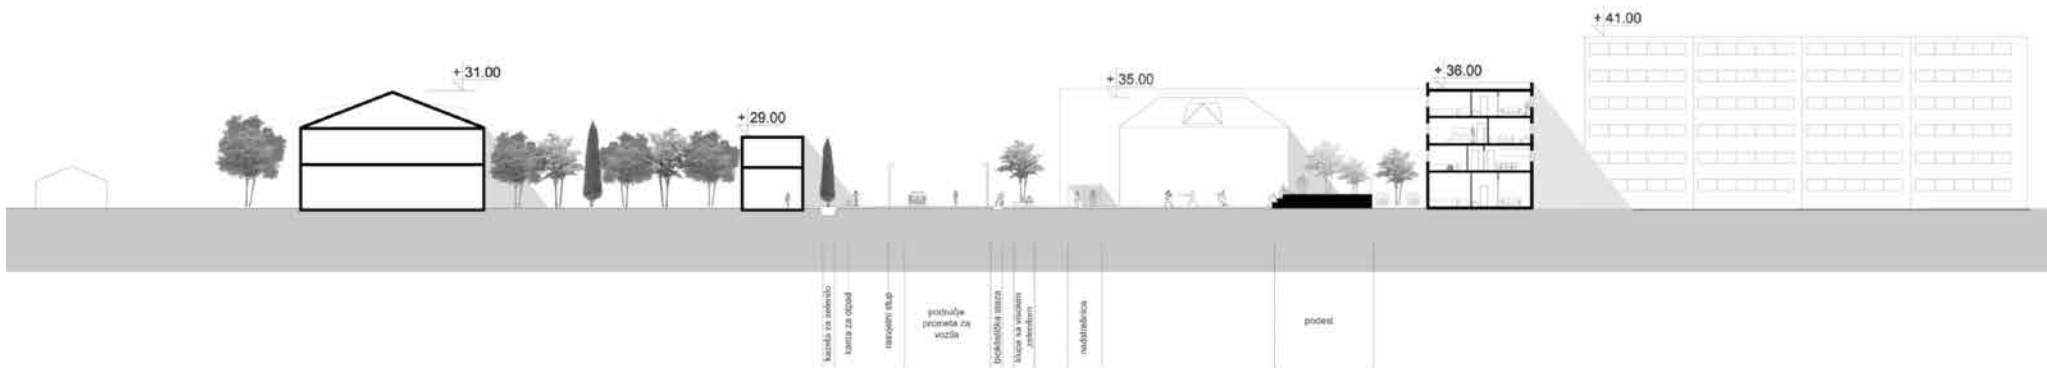 + 41.00
+ 31.00
+ 35.00
+ 36.00
+ 29.00
kazeta za zelenilo
kanta za otpad
rasvjetni stup
područje
prometa za
vozila
biciklistička staza
klupa sa visokim
zelenilom
nadstrešnica
podest